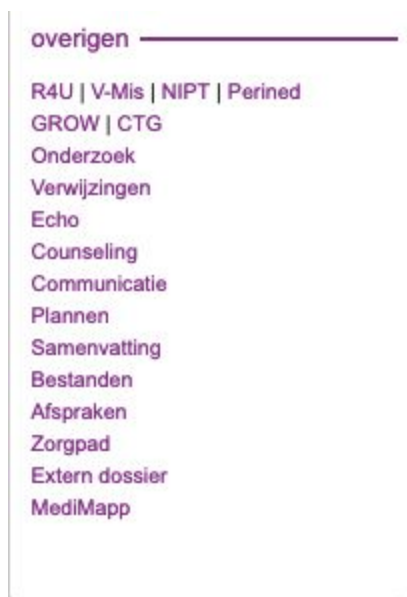 overigen
R4U | V-Mis | NIPT | Perined
GROW | CTG
Onderzoek
Verwijzingen
Echo
Counseling
Communicatie
Plannen
Samenvatting
Bestanden
Afspraken
Zorgpad
Extern dossier
MediMapp